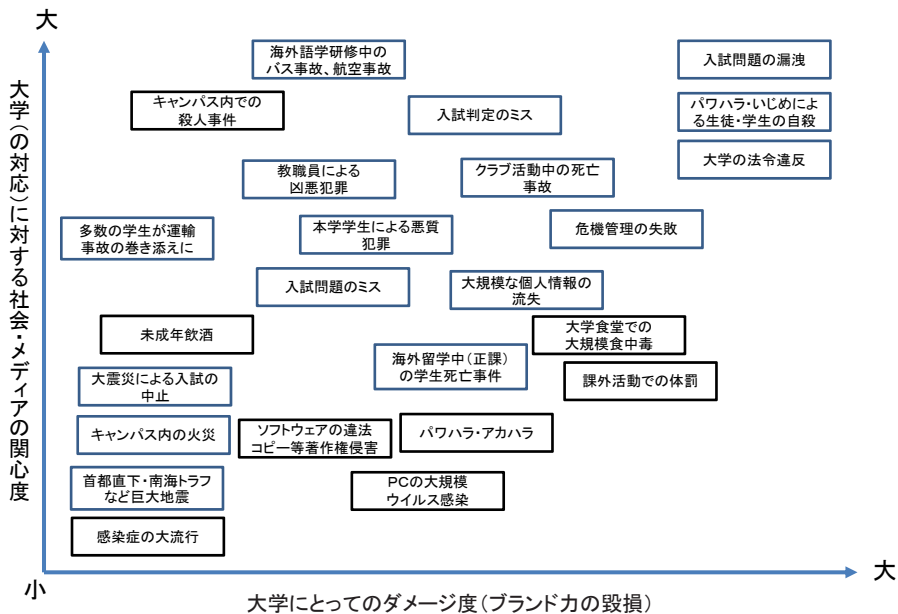 大
大学(の対応)に対する社会・メディアの関心度
海外語学研修中の
バス事故、航空事故
入試問題の漏洩
キャンパス内での
殺人事件
入試判定のミス
パワハラ・いじめによ
る生徒・学生の自殺
大学の法令違反
教職員による
凶悪犯罪
クラブ活動中の死亡
事故
多数の学生が運輸
事故の巻き添えに
本学学生による悪質
犯罪
危機管理の失敗
入試問題のミス
大規模な個人情報の
流失
未成年飲酒
大学食堂での
大規模食中毒
海外留学中(正課)
の学生死亡事件
大震災による入試の
中止
課外活動での体罰
キャンパス内の火災
ソフトウェアの違法
コピー等著作権侵害
パワハラ・アカハラ
首都直下・南海トラフ
など巨大地震
PCの大規模
ウイルス感染
感染症の大流行
小
大
大学にとってのダメージ度(ブランド力の毀損)